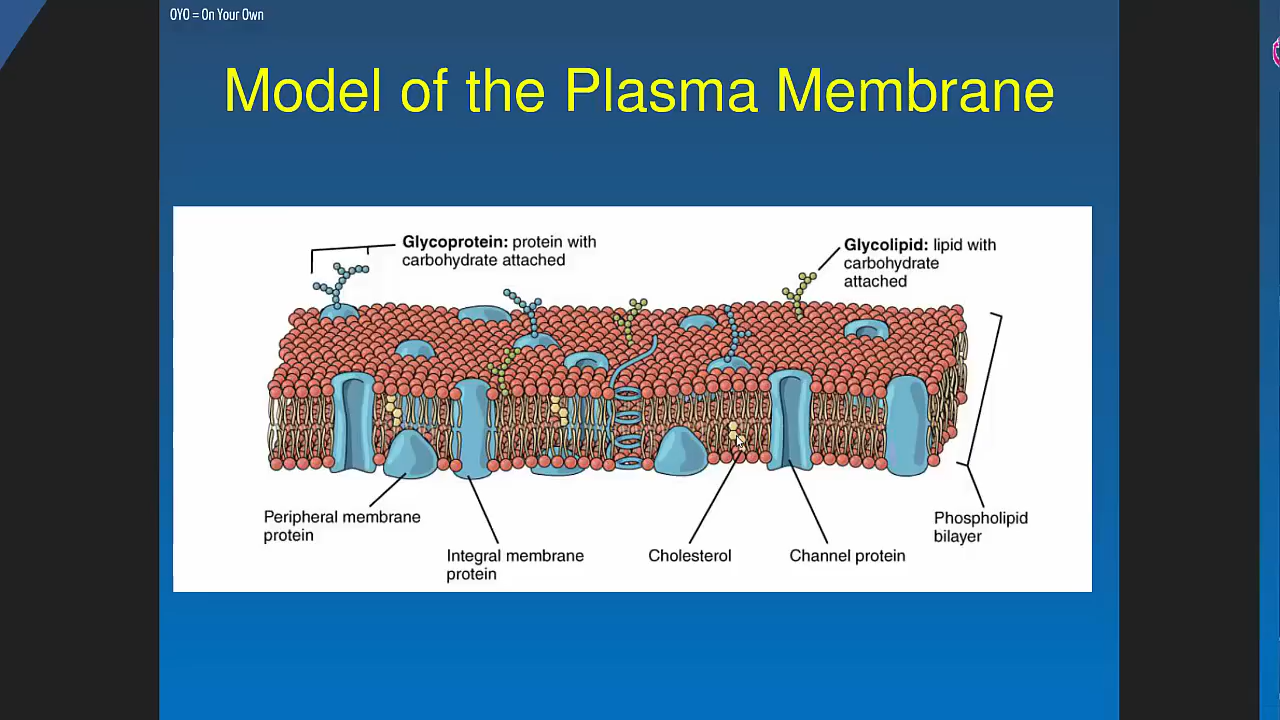 OYO = On Your Own
Model of the Plasma Membrane
Glycoprotein: protein with
carbohydrate attached
Glycolipid: lipid with
carbohydrate
attached
Peripheral membrane
protein
Integral membrane
protein
Cholesterol
Channel protein
Phospholipid
bilayer